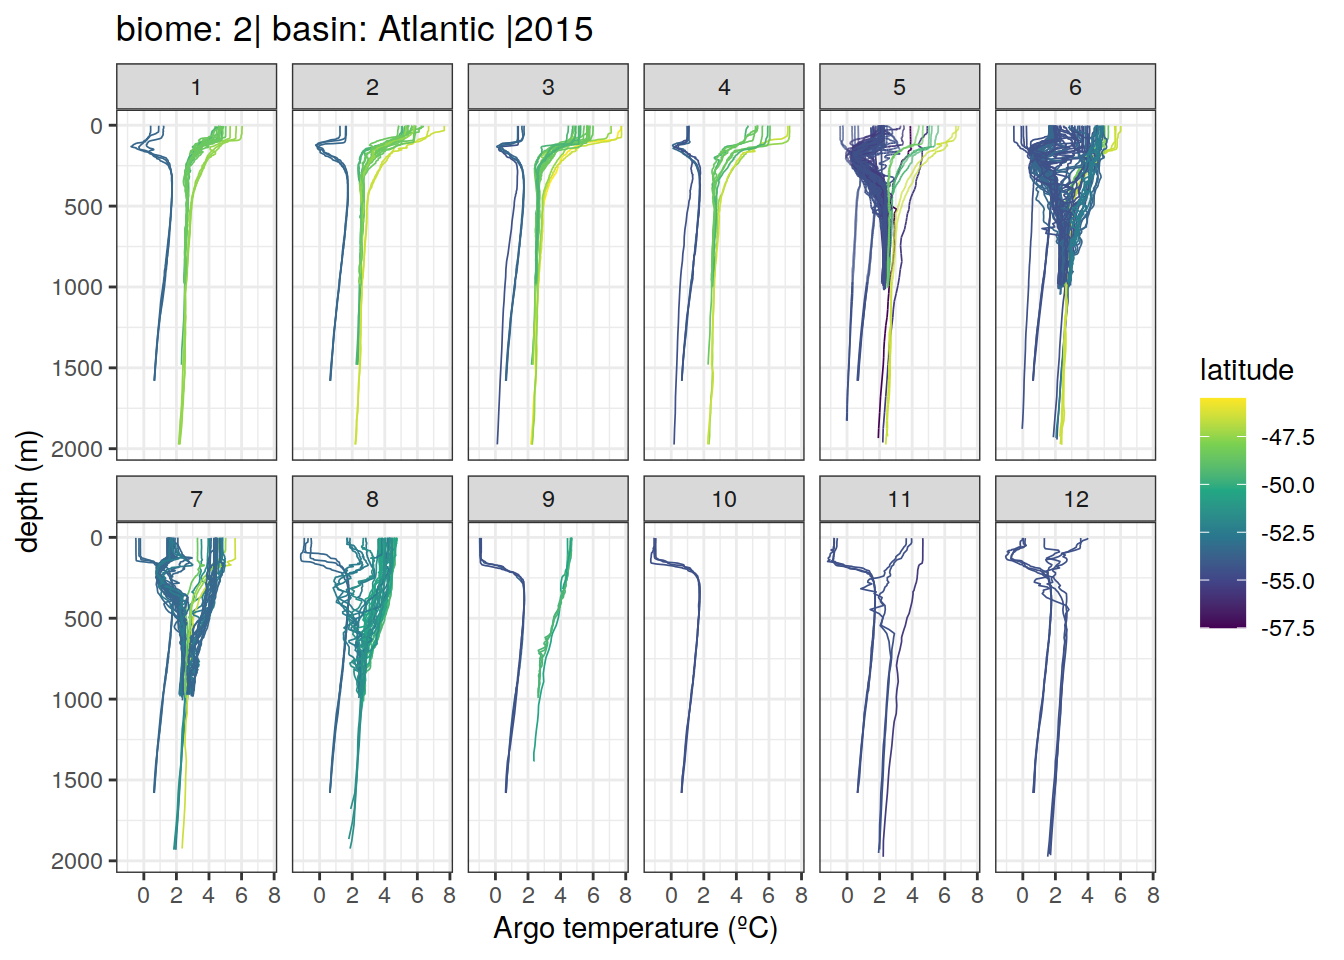 biome: 2| basin: Atlantic |2015
1 2 3 4 5 6
0
500
1000
1500
2000
depth (m)
7 8 9 10 11 12
0
500
1000
1500
2000
0 2 4 6 8 0 2 4 6 8 0 2 4 6 8 0 2 4 6 8 0 2 4 6 8 0 2 4 6 8
Argo temperature (ºC)
latitude
-47.5
-50.0
-52.5
-55.0
-57.5